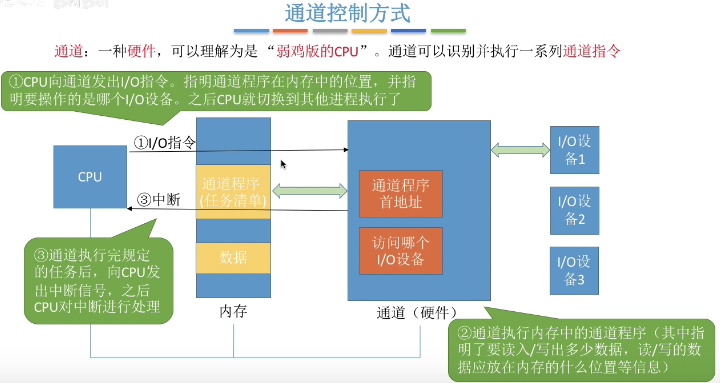 通道控制方式
通道：一种硬件，可以理解为是“弱鸡版的CPU”。通道可以识别并执行一系列通道指令
①CPU向通道发出I/O指令。指明通道程序在内存中的位置，并指
明要操作的是哪个I/O设备。之后CPU就切换到其他进程执行了
①I/O指令
CPU
③中断
通道程序
(任务清单)
数据
内存
通道程序
首地址
访问哪个
I/O设备
通道（硬件）
I/O设
备1
I/O设
备2
I/O设
备3
③通道执行完规定
的任务后，向CPU发
出中断信号，之后
CPU对中断进行处理
②通道执行内存中的通道程序（其中指
明了要读入/写出多少数据，读/写的数
据应放在内存的什么位置等信息）